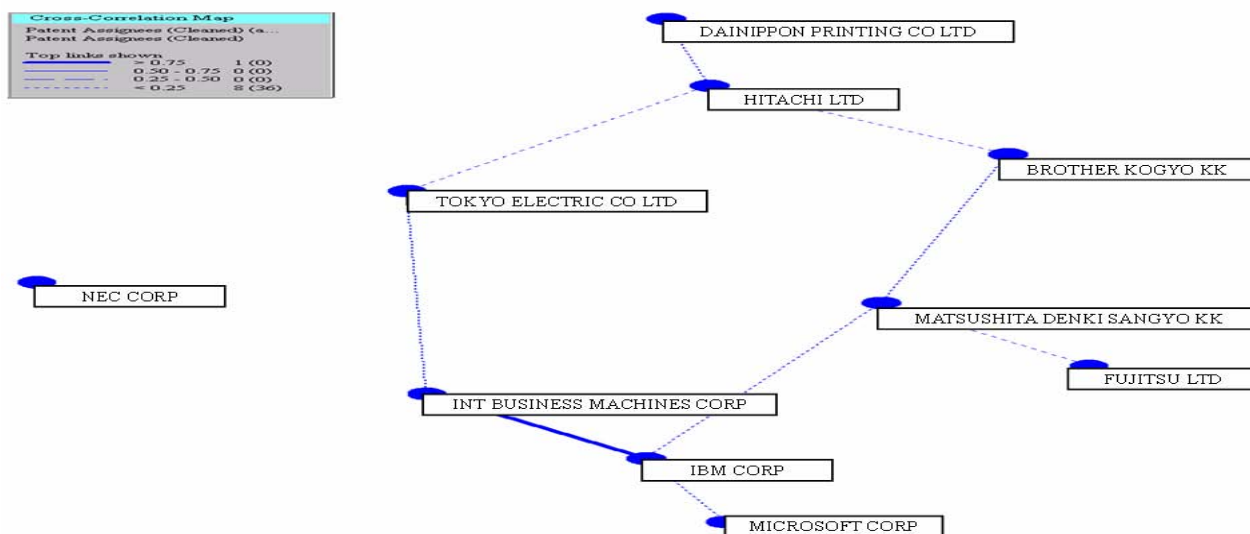 Cross-Correlation Map
Patent Assignees (Cleaned) (a...
Patent Assignees (Cleaned)
Top links shown
> 0.75 1 (0)
0.50 - 0.75 0 (0)
0.25 - 0.50 0 (0)
< 0.25 8 (36)
DAINIPPON PRINTING CO LTD
HITACHI LTD
BROTHER KOGYO KK
TOKYO ELECTRIC CO LTD
NEC CORP
MATSUSHITA DENKI SANGYO KK
FUJITSU LTD
INT BUSINESS MACHINES CORP
IBM CORP
MICROSOFT CORP